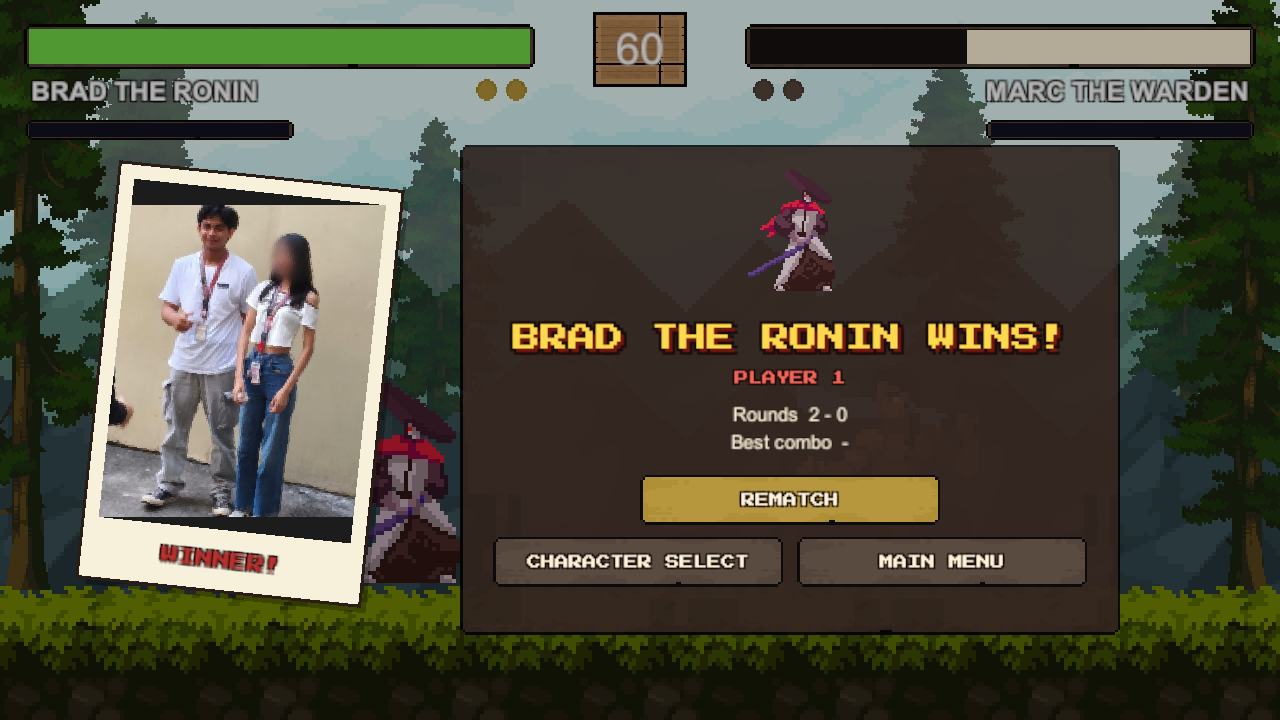 60
BRAD THE RONIN
MARC THE WARDEN
BRAD THE RONIN WINS!
PLAYER 1
Rounds 2 - 0
Best combo -
REMATCH
CHARACTER SELECT
MAIN MENU
WINNER!